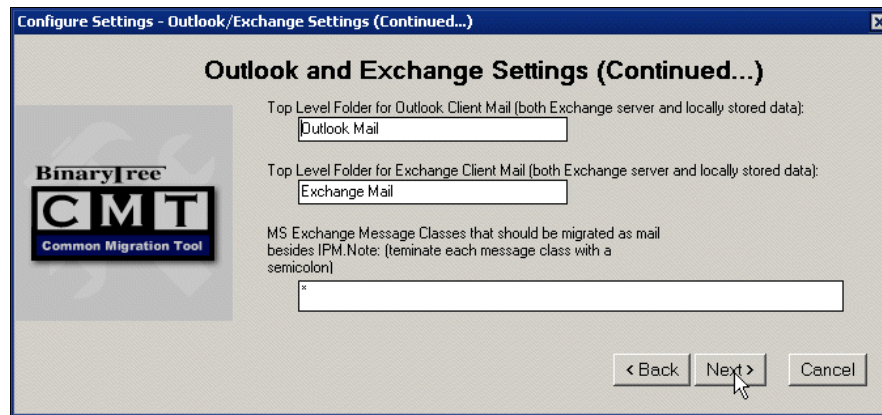 Configure Settings - Outlook/Exchange Settings (Continued...)
Outlook and Exchange Settings (Continued...)
Top Level Folder for Outlook Client Mail (both Exchange server and locally stored data):
Outlook Mail
BinaryTree
CMT
Common Migration Tool
Top Level Folder for Exchange Client Mail (both Exchange server and locally stored data):
Exchange Mail
MS Exchange Message Classes that should be migrated as mail
besides IPM.Note: (teminate each message class with a
semicolon)
*
< Back
Next >
Cancel